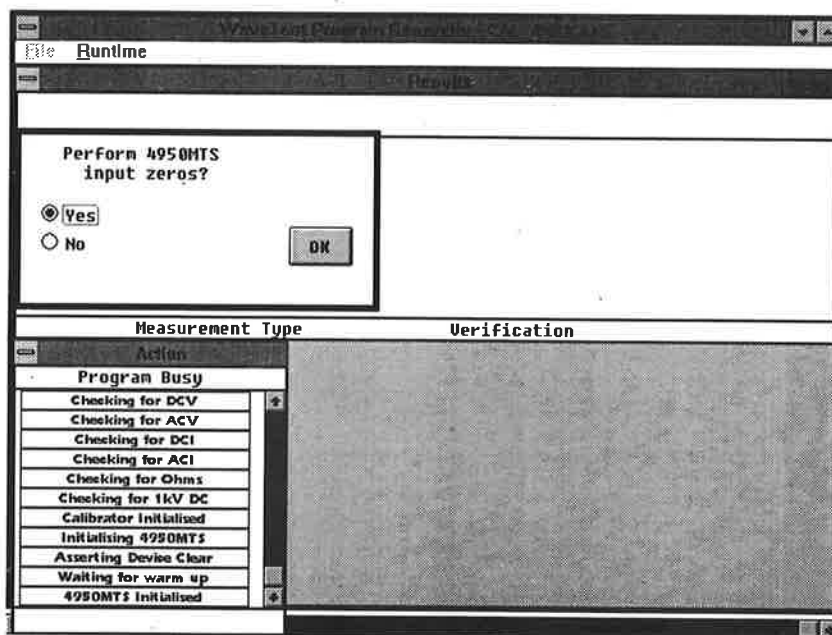 File Runtime
Results
Perform 4950MTS
input zeros?
Yes
No
OK
Measurement Type Verification
Action
Program Busy
Checking for DCV
Checking for ACV
Checking for DCI
Checking for ACI
Checking for Ohms
Checking for 1kV DC
Calibrator Initialised
Initialising 4950MTS
Asserting Device Clear
Waiting for warm up
4950MTS Initialised